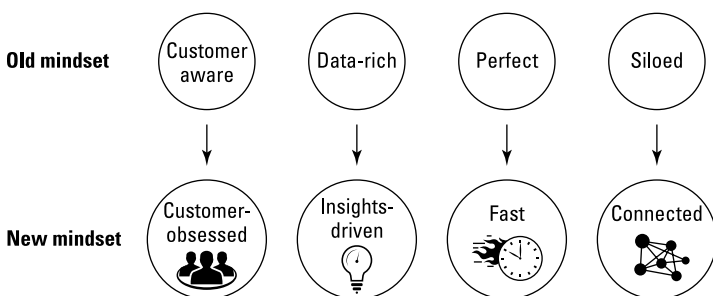 Old mindset
Customer
aware
Data-rich
Perfect
Siloed
New mindset
Customer-
obsessed
Insights-
driven
Fast
Connected